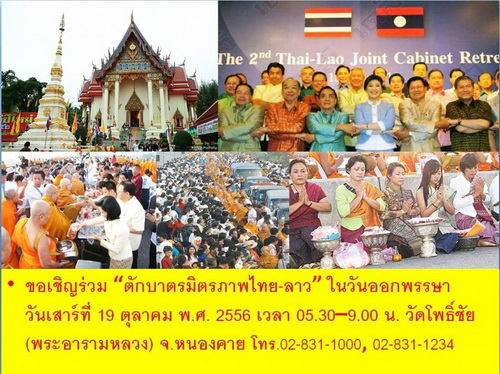 The 2nd Thai-Lao Joint Cabinet Retre
• ขอเชิญร่วม “ตักบาตรมิตรภาพไทย-ลาว” ในวันออกพรรษา
วันเสาร์ที่ 19 ตุลาคม พ.ศ. 2556 เวลา 05.30–9.00 น. วัดโพธิ์ชัย
(พระอารามหลวง) จ.หนองคาย โทร.02-831-1000, 02-831-1234